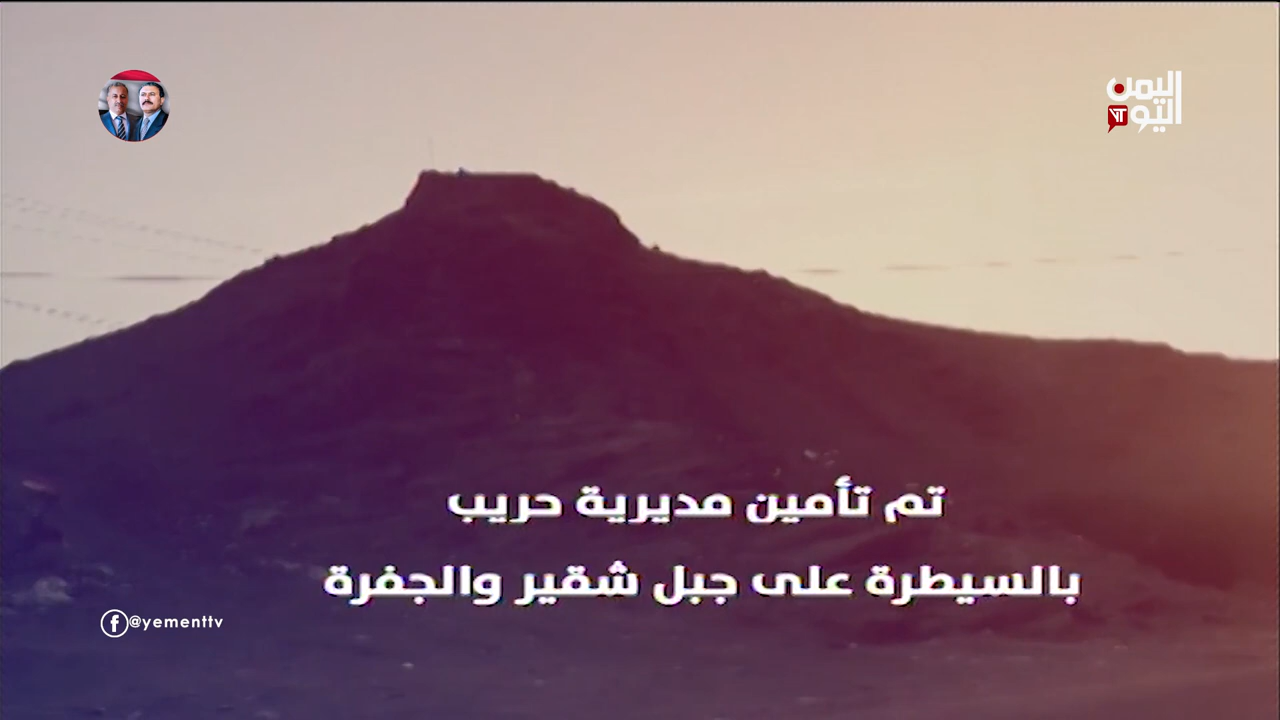 اليمن
اليوم
تم تأمين مديرية حريب
بالسيطرة على جبل شقير والجفرة
@yementtv